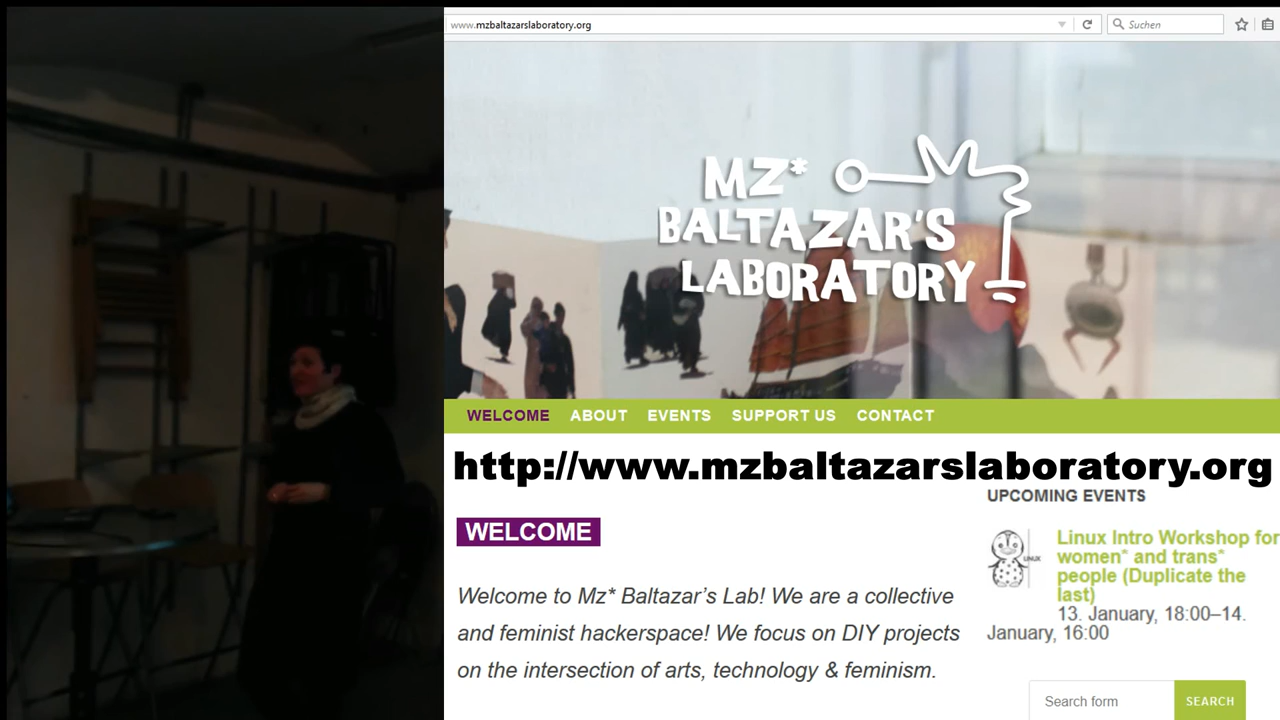 www.mzbaltazarslaboratory.org
Suchen
MZ*
BALTAZAR'S
LABORATORY
WELCOME ABOUT EVENTS SUPPORT US CONTACT
http://www.mzbaltazarslaboratory.org
WELCOME
Welcome to Mz* Baltazar's Lab! We are a collective
and feminist hackerspace! We focus on DIY projects
on the intersection of arts, technology & feminism.
UPCOMING EVENTS
LINUX
Linux Intro Workshop for
women* and trans*
people (Duplicate the
last)
13. January, 18:00–14.
January, 16:00
Search form
SEARCH